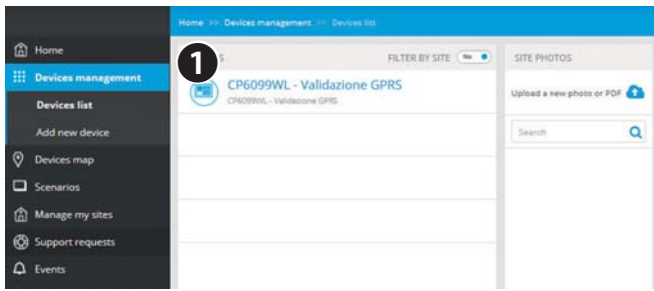 Home >> Devices management >> Devices list
Home
Devices management
Devices list
Add new device
Devices map
Scenarios
Manage my sites
Support requests
Events
1
FILTER BY SITE No
CP6099WL - Validazione GPRS
CP6099WL - Validazione GPRS
SITE PHOTOS
Upload a new photo or PDF
Search